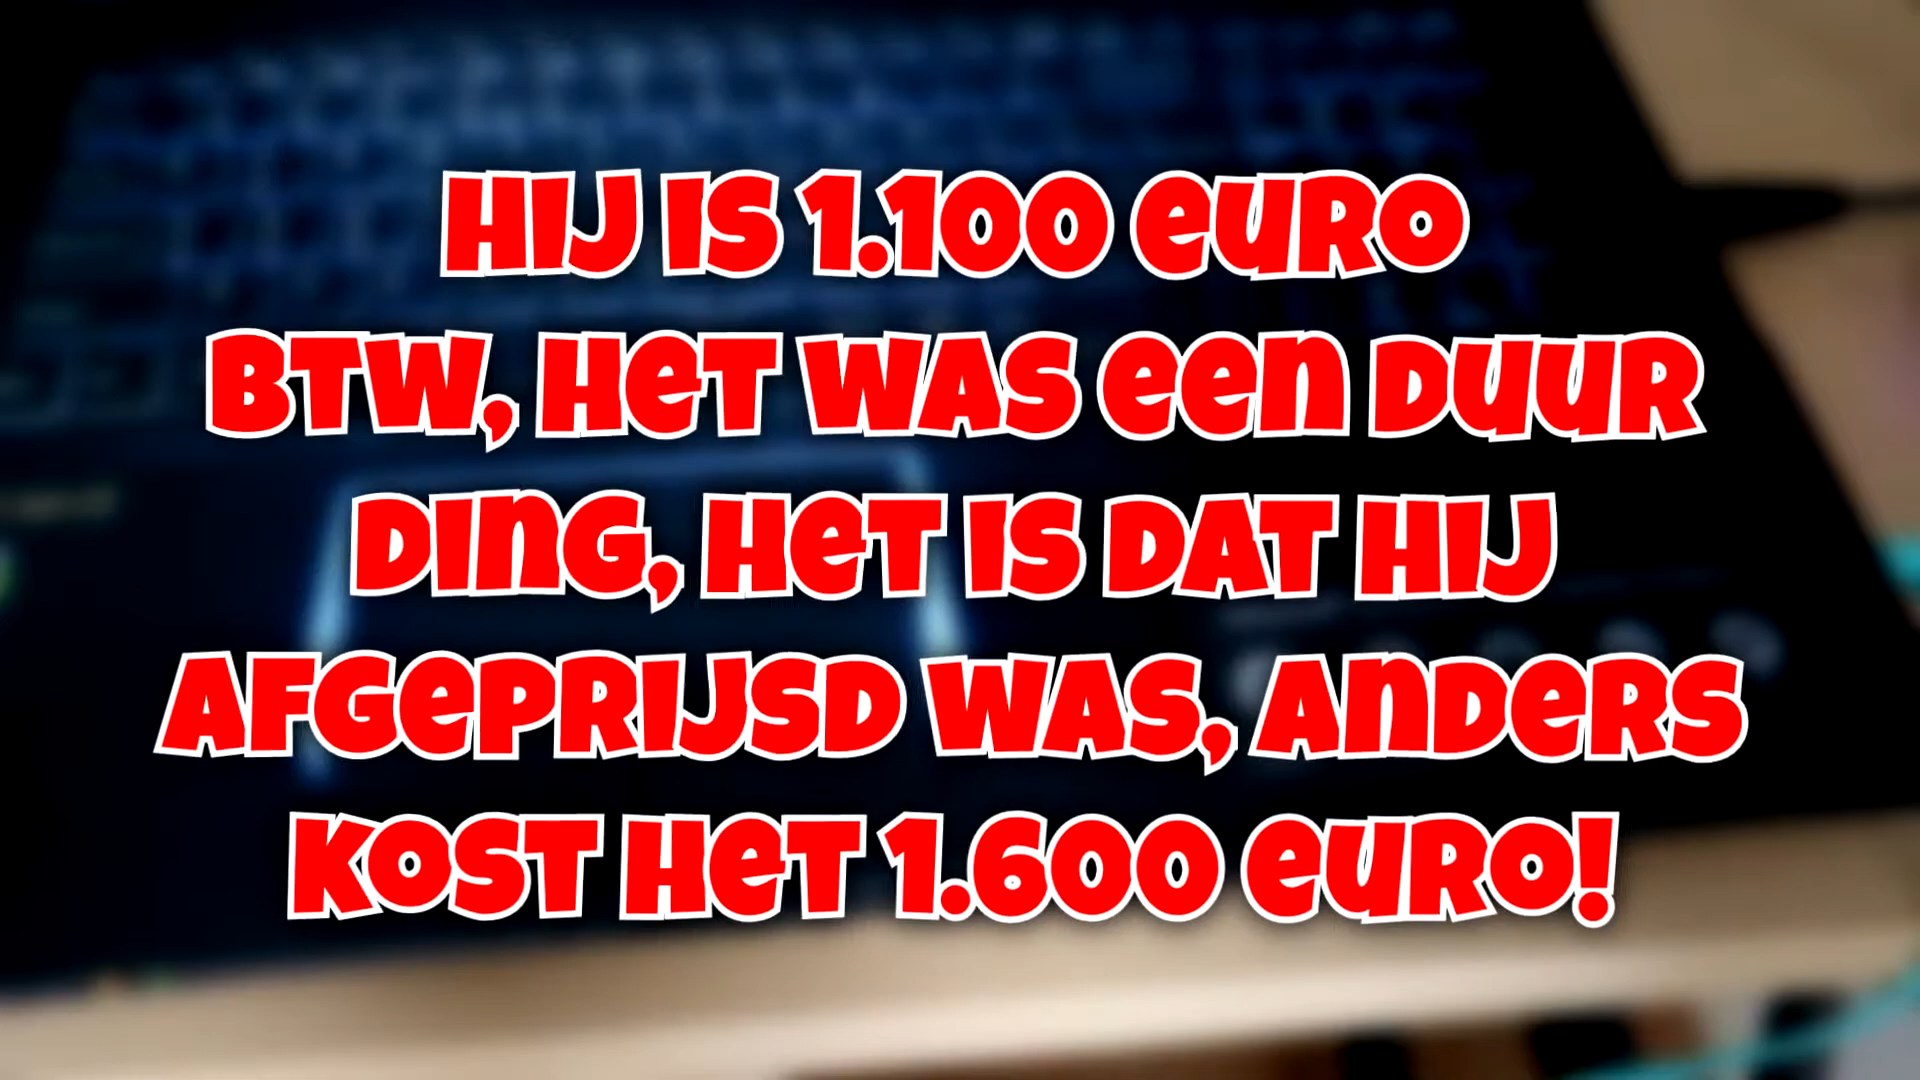 Hij is 1.100 euro
btw, het was een duur
ding, het is dat hij
afgeprijsd was, anders
kost het 1.600 euro!